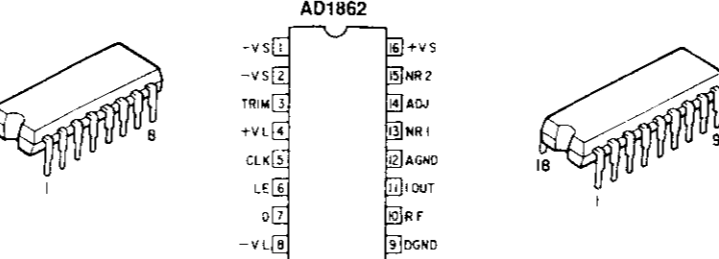 AD1862
-VS 1 16 +VS
-VS 2 15 NR2
TRIM 3 14 ADJ
+VL 4 13 NR1
CLK 5 12 AGND
LE 6 11 IOUT
D 7 10 RF
-VL 8 9 DGND
8
1
18
9
1